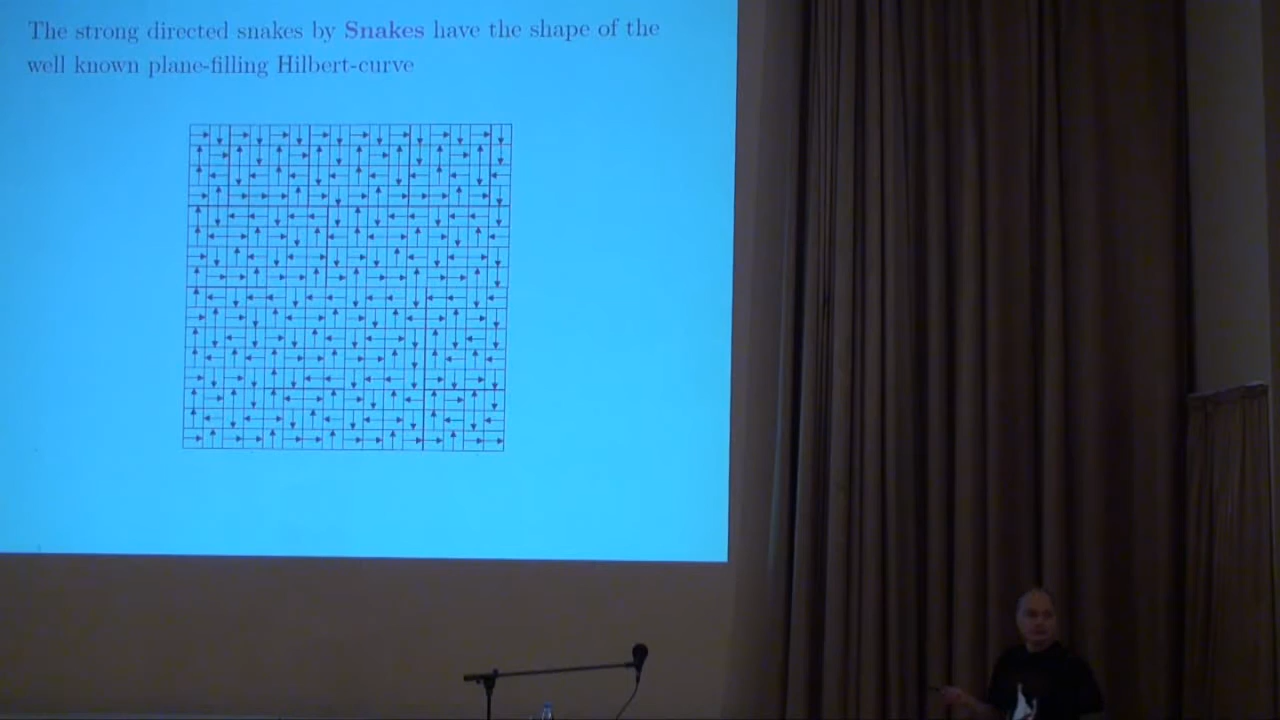 The strong directed snakes by Snakes have the shape of the
well known plane-filling Hilbert-curve